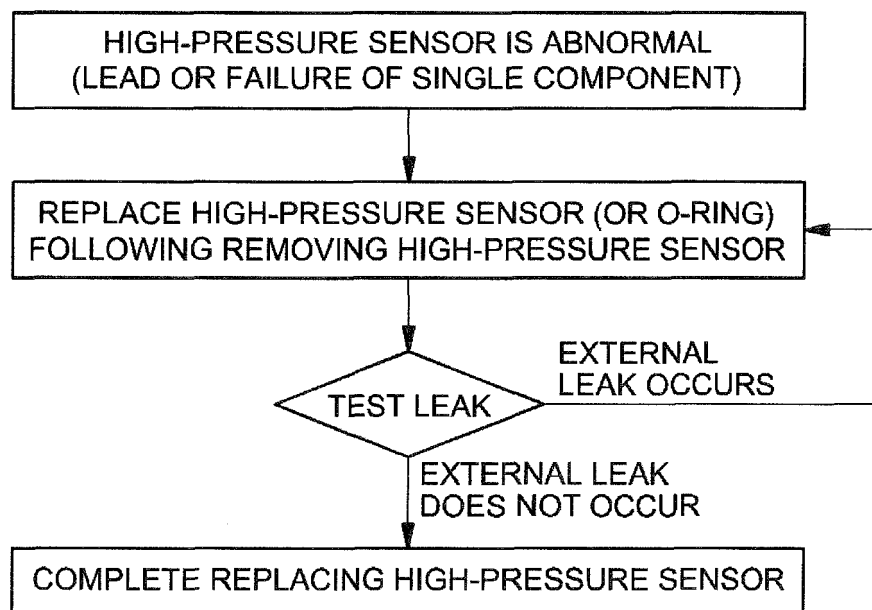 HIGH-PRESSURE SENSOR IS ABNORMAL
(LEAD OR FAILURE OF SINGLE COMPONENT)
REPLACE HIGH-PRESSURE SENSOR (OR O-RING)
FOLLOWING REMOVING HIGH-PRESSURE SENSOR
TEST LEAK
EXTERNAL
LEAK OCCURS
EXTERNAL LEAK
DOES NOT OCCUR
COMPLETE REPLACING HIGH-PRESSURE SENSOR